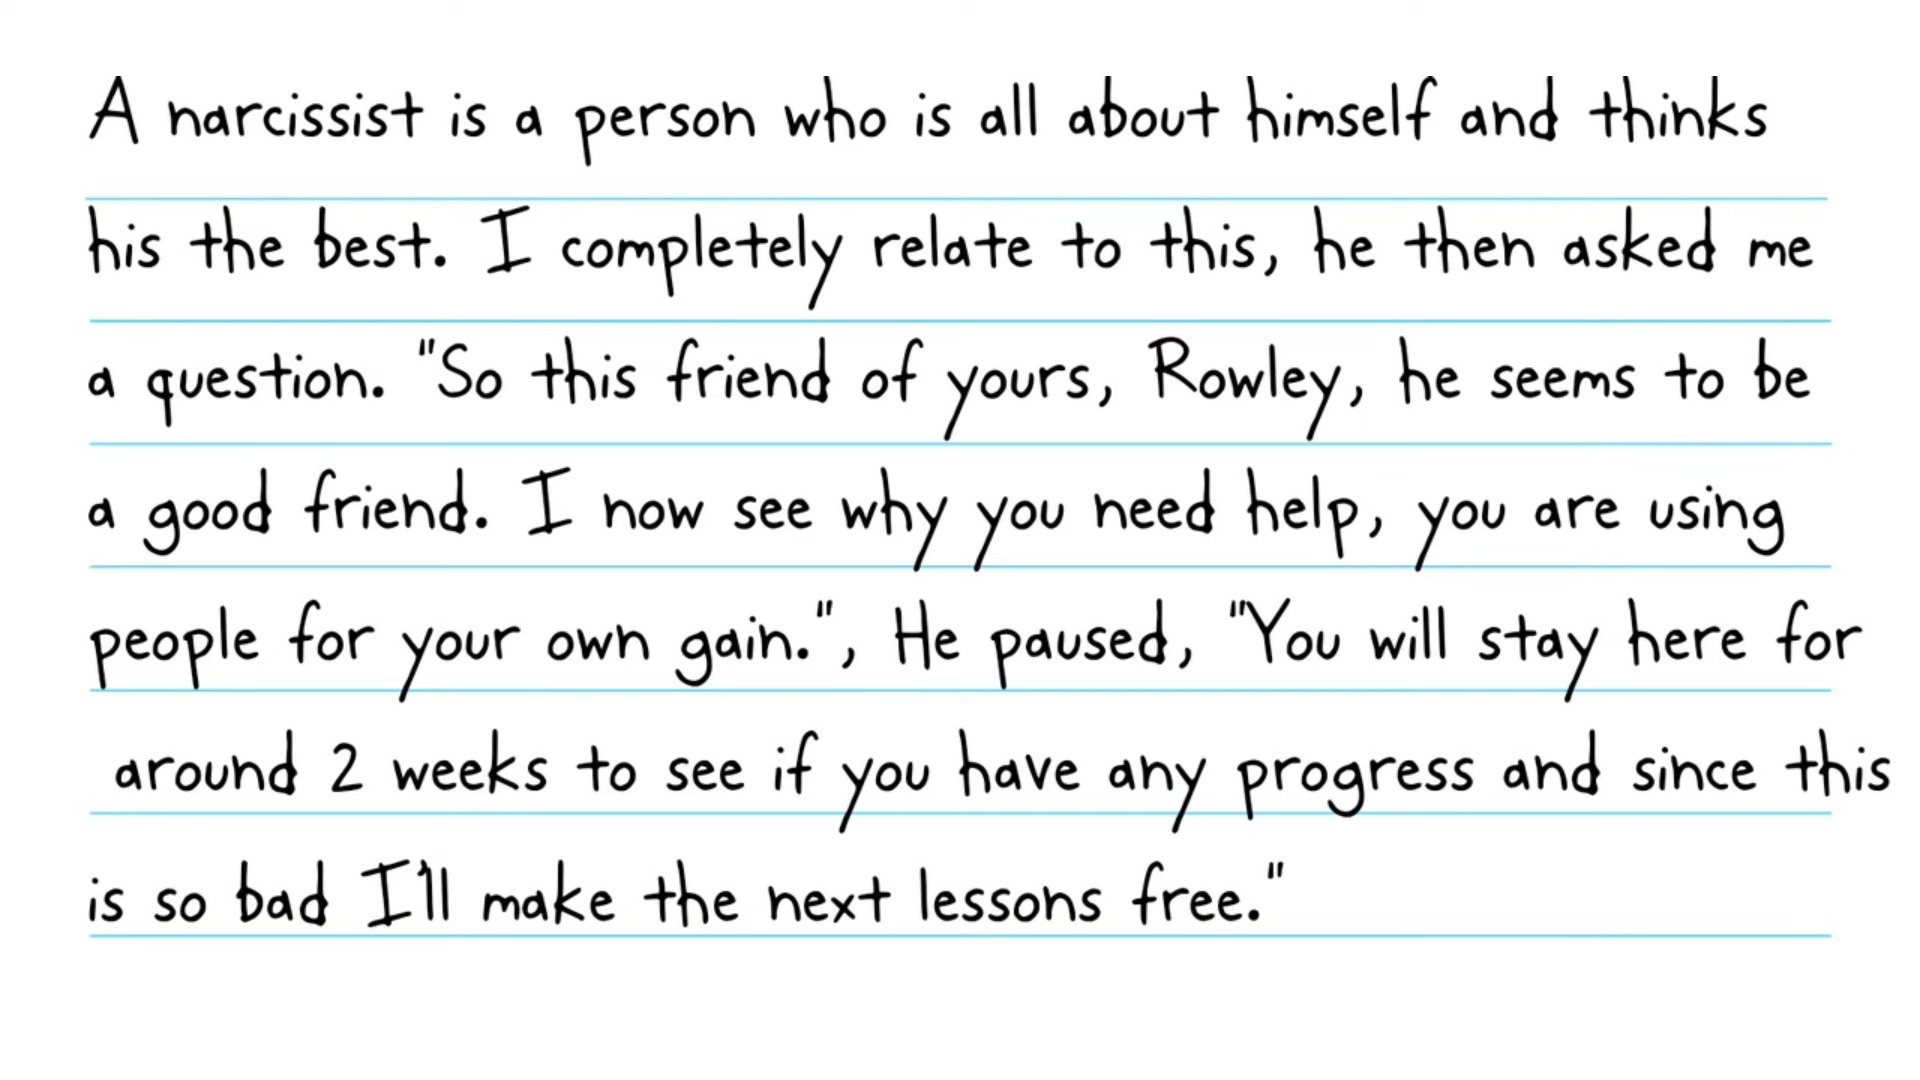 A narcissist is a person who is all about himself and thinks
his the best. I completely relate to this, he then asked me
a question. "So this friend of yours, Rowley, he seems to be
a good friend. I now see why you need help, you are using
people for your own gain.", He paused, "You will stay here for
around 2 weeks to see if you have any progress and since this
is so bad I'll make the next lessons free."